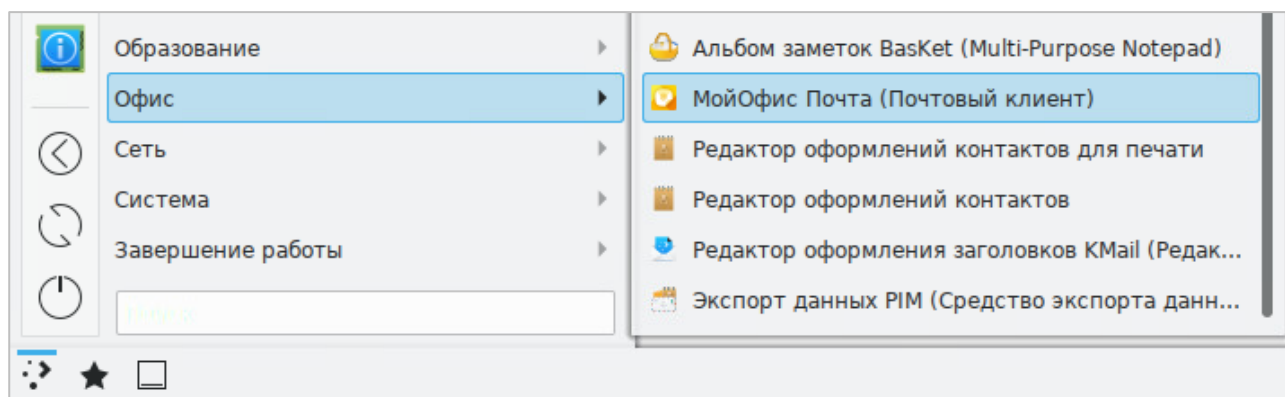 Образование
Офис
Сеть
Система
Завершение работы
Альбом заметок BasKet (Multi-Purpose Notepad)
МойОфис Почта (Почтовый клиент)
Редактор оформлений контактов для печати
Редактор оформлений контактов
Редактор оформления заголовков KMail (Редак...
Экспорт данных PIM (Средство экспорта данн...